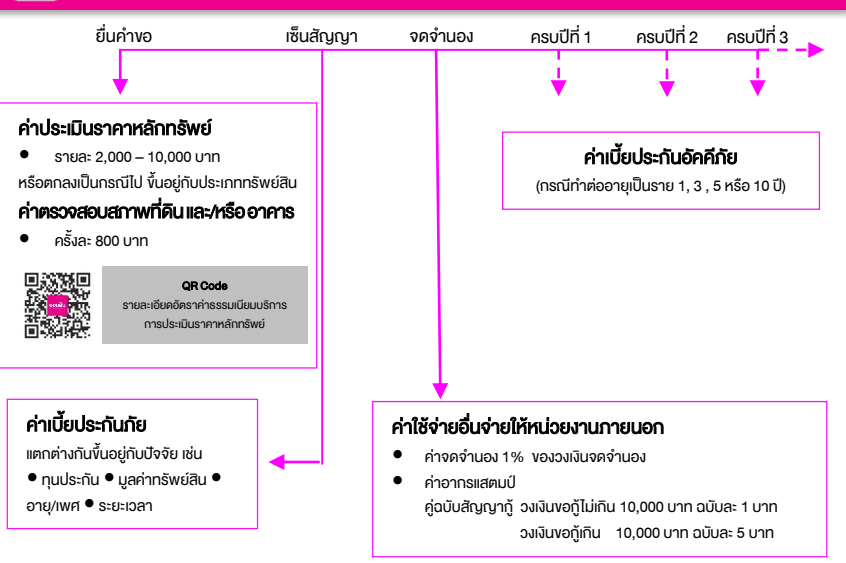 ยื่นคำขอ เซ็นสัญญา จดจำนอง ครบปีที่ 1 ครบปีที่ 2 ครบปีที่ 3
ค่าประเมินราคาหลักทรัพย์
● รายละ 2,000 – 10,000 บาท
หรือตกลงเป็นกรณีไป ขึ้นอยู่กับประเภททรัพย์สิน
ค่าตรวจสอบสภาพที่ดิน และ/หรือ อาคาร
● ครั้งละ 800 บาท
QR Code
รายละเอียดอัตราค่าธรรมเนียมบริการ
การประเมินราคาหลักทรัพย์
ค่าเบี้ยประกันอัคคีภัย
(กรณีทำต่ออายุเป็นราย 1, 3 , 5 หรือ 10 ปี)
ค่าเบี้ยประกันภัย
แตกต่างกันขึ้นอยู่กับปัจจัย เช่น
● ทุนประกัน ● มูลค่าทรัพย์สิน ●
อายุ/เพศ ● ระยะเวลา
ค่าใช้จ่ายอื่นจ่ายให้หน่วยงานภายนอก
● ค่าจดจำนอง 1% ของวงเงินจดจำนอง
● ค่าอากรแสตมป์
คู่ฉบับสัญญากู้ วงเงินขอกู้ไม่เกิน 10,000 บาท ฉบับละ 1 บาท
วงเงินขอกู้เกิน 10,000 บาท ฉบับละ 5 บาท